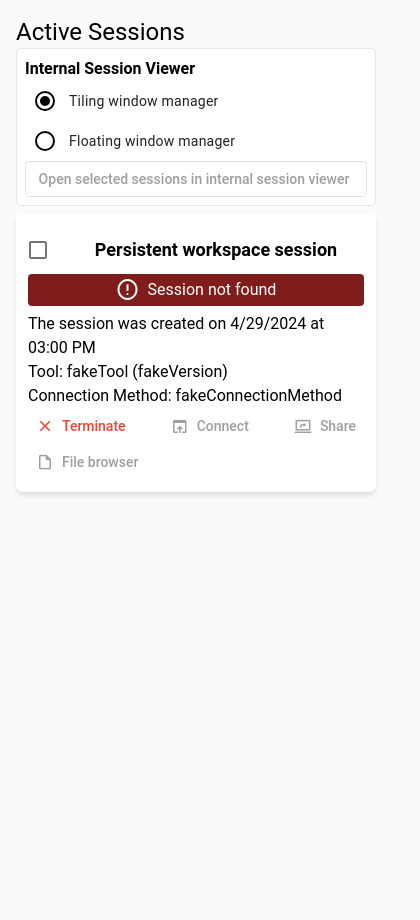 Active Sessions
Internal Session Viewer
Tiling window manager
Floating window manager
Open selected sessions in internal session viewer
Persistent workspace session
Session not found
The session was created on 4/29/2024 at
03:00 PM
Tool: fakeTool (fakeVersion)
Connection Method: fakeConnectionMethod
Terminate Connect Share
File browser